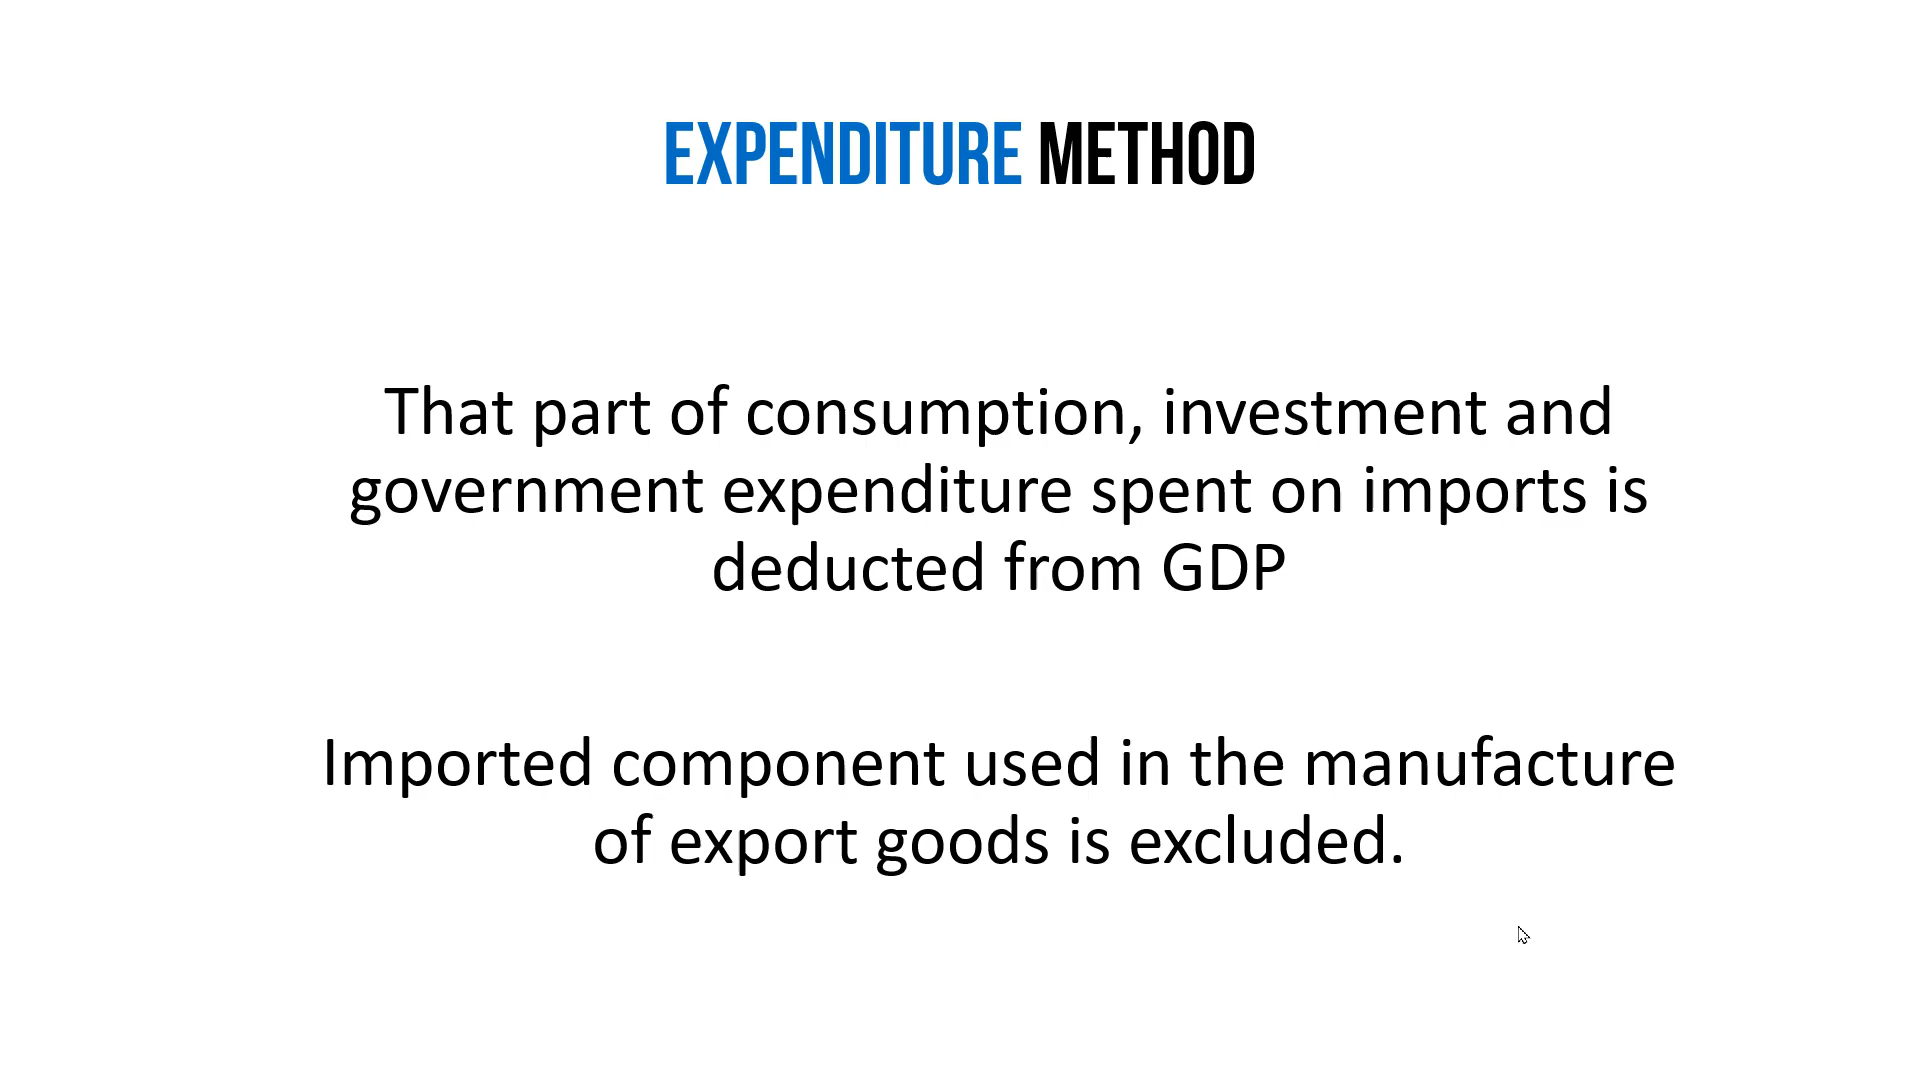 EXPENDITURE METHOD
That part of consumption, investment and
government expenditure spent on imports is
deducted from GDP
Imported component used in the manufacture
of export goods is excluded.